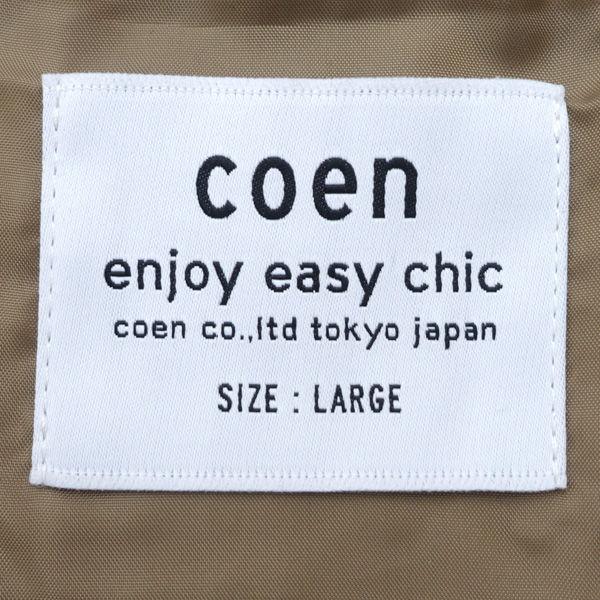 coen
enjoy easy chic
coen co.,ltd tokyo japan
SIZE : LARGE